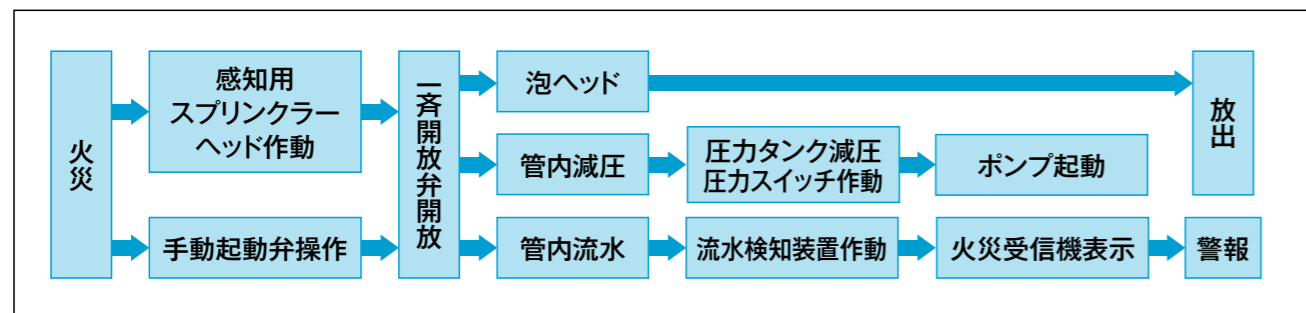 火災
感知用
スプリンクラー
ヘッド作動
手動起動弁操作
一斉開放弁開放
泡ヘッド
管内減圧
圧力タンク減圧
圧力スイッチ作動
ポンプ起動
放出
管内流水
流水検知装置作動
火災受信機表示
警報